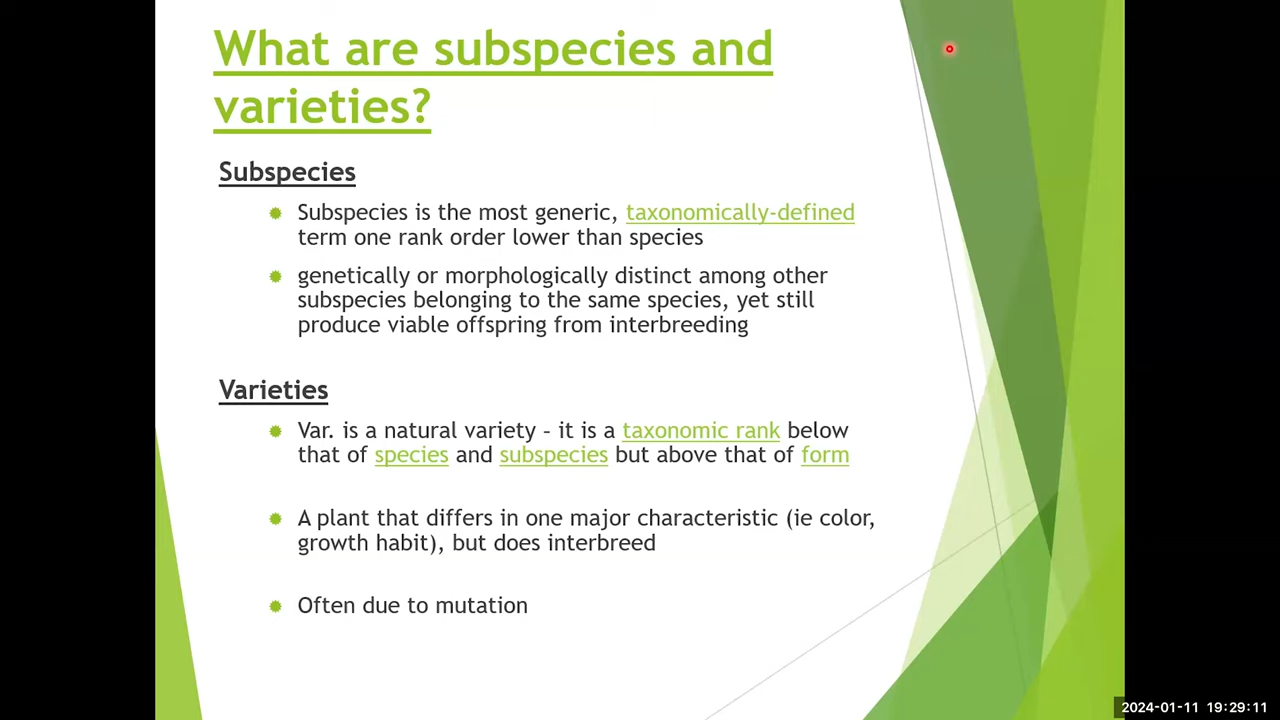 What are subspecies and
varieties?
Subspecies
Subspecies is the most generic, taxonomically-defined
term one rank order lower than species
genetically or morphologically distinct among other
subspecies belonging to the same species, yet still
produce viable offspring from interbreeding
Varieties
Var. is a natural variety – it is a taxonomic rank below
that of species and subspecies but above that of form
A plant that differs in one major characteristic (ie color,
growth habit), but does interbreed
Often due to mutation
2024-01-11 19:29:11